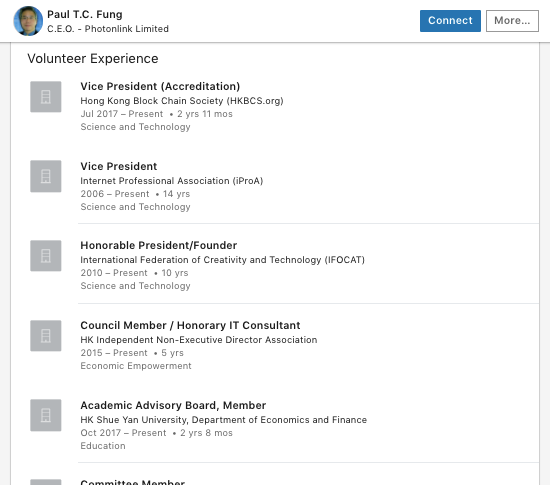 Paul T.C. Fung
C.E.O. - Photonlink Limited
Connect
More...
Volunteer Experience
Vice President (Accreditation)
Hong Kong Block Chain Society (HKBCS.org)
Jul 2017 – Present • 2 yrs 11 mos
Science and Technology
Vice President
Internet Professional Association (iProA)
2006 – Present • 14 yrs
Science and Technology
Honorable President/Founder
International Federation of Creativity and Technology (IFOCAT)
2010 – Present • 10 yrs
Science and Technology
Council Member / Honorary IT Consultant
HK Independent Non-Executive Director Association
2015 – Present • 5 yrs
Economic Empowerment
Academic Advisory Board, Member
HK Shue Yan University, Department of Economics and Finance
Oct 2017 – Present • 2 yrs 8 mos
Education
Committee Member